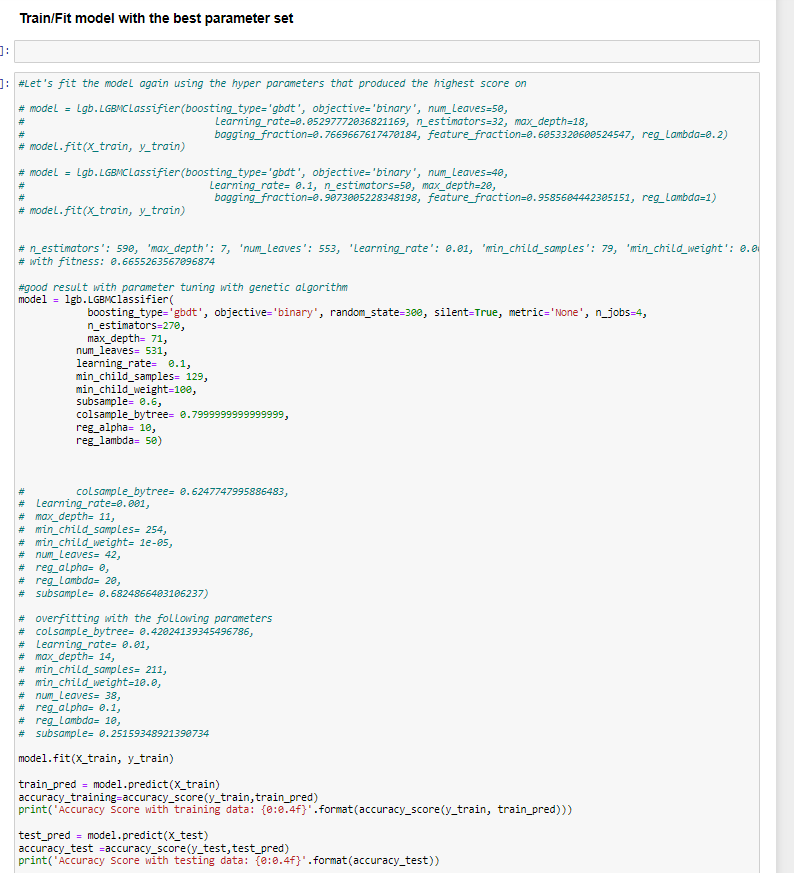 Train/Fit model with the best parameter set
]:
]:
#Let's fit the model again using the hyper parameters that produced the highest score on
# model = lgb.LGBMClassifier(boosting_type='gbdt', objective='binary', num_leaves=50,
# learning_rate=0.05297772036821169, n_estimators=32, max_depth=18,
# bagging_fraction=0.7669667617470184, feature_fraction=0.6053320600524547, reg_lambda=0.2)
# model.fit(X_train, y_train)
# model = lgb.LGBMClassifier(boosting_type='gbdt', objective='binary', num_leaves=40,
# learning_rate= 0.1, n_estimators=50, max_depth=20,
# bagging_fraction=0.9073005228348198, feature_fraction=0.9585604442305151, reg_lambda=1)
# model.fit(X_train, y_train)
# n_estimators': 590, 'max_depth': 7, 'num_leaves': 553, 'learning_rate': 0.01, 'min_child_samples': 79, 'min_child_weight': 0.0
# with fitness: 0.6655263567096874
#good result with parameter tuning with genetic algorithm
model = lgb.LGBMClassifier(
boosting_type='gbdt', objective='binary', random_state=300, silent=True, metric='None', n_jobs=4,
n_estimators=270,
max_depth= 71,
num_leaves= 531,
learning_rate= 0.1,
min_child_samples= 129,
min_child_weight=100,
subsample= 0.6,
colsample_bytree= 0.7999999999999999,
reg_alpha= 10,
reg_lambda= 50)
# colsample_bytree= 0.6247747995886483,
# learning_rate=0.001,
# max_depth= 11,
# min_child_samples= 254,
# min_child_weight= 1e-05,
# num_leaves= 42,
# reg_alpha= 0,
# reg_lambda= 20,
# subsample= 0.6824866403106237)
# overfitting with the following parameters
# colsample_bytree= 0.42024139345496786,
# learning_rate= 0.01,
# max_depth= 14,
# min_child_samples= 211,
# min_child_weight=10.0,
# num_leaves= 38,
# reg_alpha= 0.1,
# reg_lambda= 10,
# subsample= 0.25159348921390734
model.fit(X_train, y_train)
train_pred = model.predict(X_train)
accuracy_training=accuracy_score(y_train,train_pred)
print('Accuracy Score with training data: {0:0.4f}'.format(accuracy_score(y_train, train_pred)))
test_pred = model.predict(X_test)
accuracy_test =accuracy_score(y_test,test_pred)
print('Accuracy Score with testing data: {0:0.4f}'.format(accuracy_test))